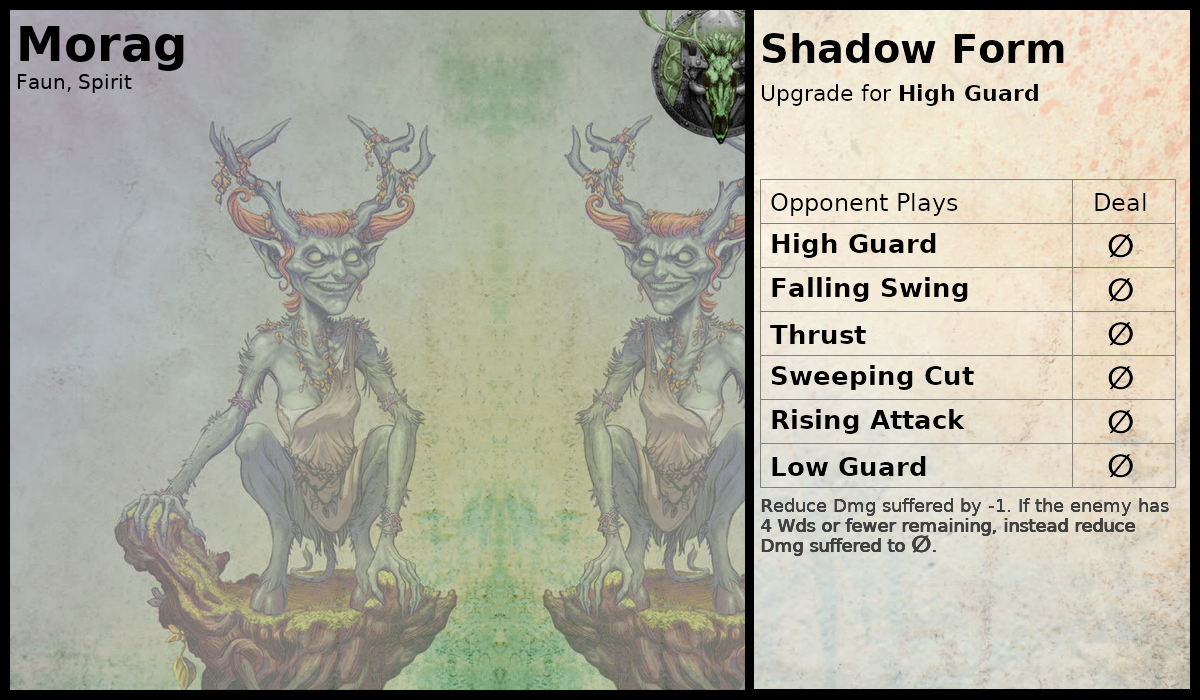 Morag
Faun, Spirit
Shadow Form
Upgrade for High Guard
Opponent Plays Deal
High Guard ∅
Falling Swing ∅
Thrust ∅
Sweeping Cut ∅
Rising Attack ∅
Low Guard ∅
Reduce Dmg suffered by -1. If the enemy has
4 Wds or fewer remaining, instead reduce
Dmg suffered to ∅.